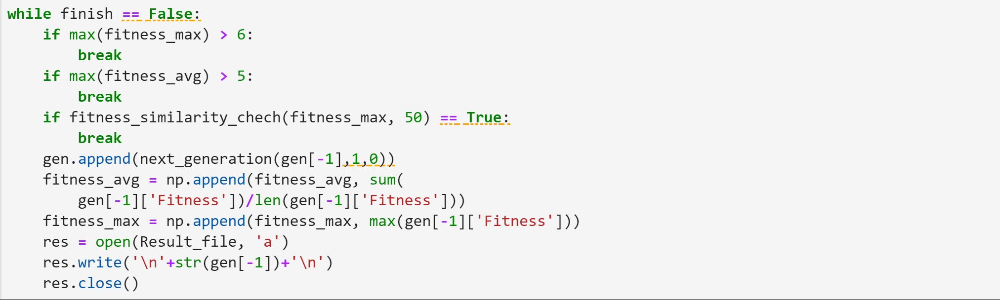 while finish == False:
    if max(fitness_max) > 6:
        break
    if max(fitness_avg) > 5:
        break
    if fitness_similarity_chech(fitness_max, 50) == True:
        break
    gen.append(next_generation(gen[-1],1,0))
    fitness_avg = np.append(fitness_avg, sum(
        gen[-1]['Fitness'])/len(gen[-1]['Fitness']))
    fitness_max = np.append(fitness_max, max(gen[-1]['Fitness']))
    res = open(Result_file, 'a')
    res.write('\n'+str(gen[-1])+'\n')
    res.close()